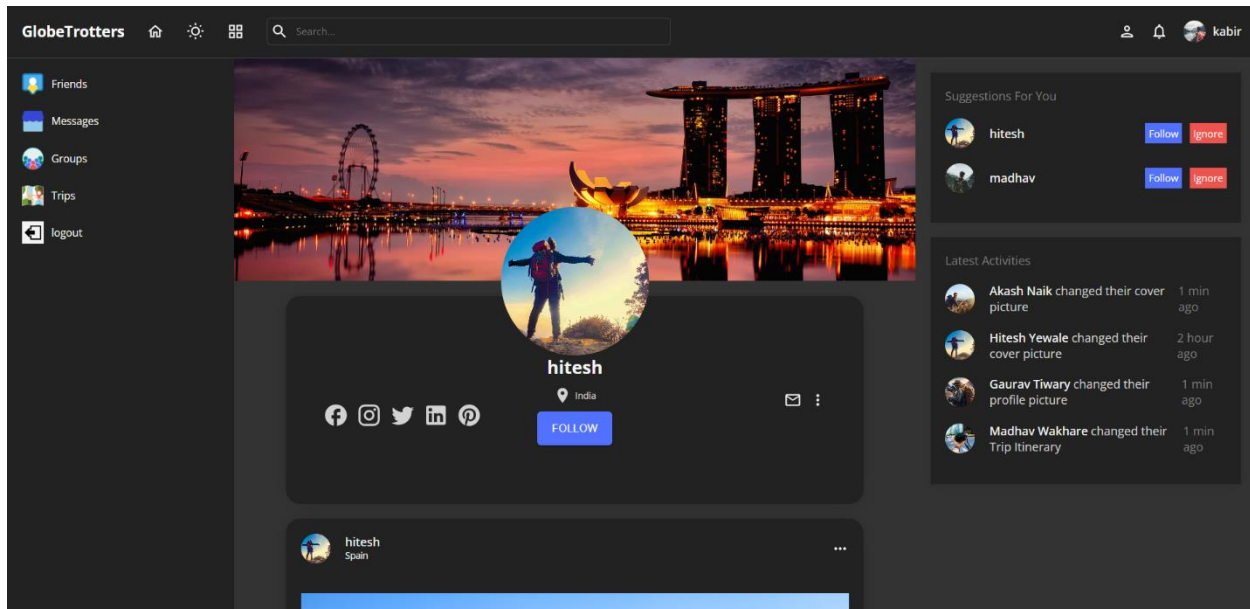 GlobeTrotters
Search...
kabir
Friends
Messages
Groups
Trips
logout
hitesh
India
FOLLOW
hitesh
Spain
Suggestions For You
hitesh Follow Ignore
madhav Follow Ignore
Latest Activities
Akash Naik changed their cover 1 min
picture ago
Hitesh Yewale changed their 2 hour
cover picture ago
Gaurav Tiwary changed their 1 min
profile picture ago
Madhav Wakhare changed their 1 min
Trip Itinerary ago